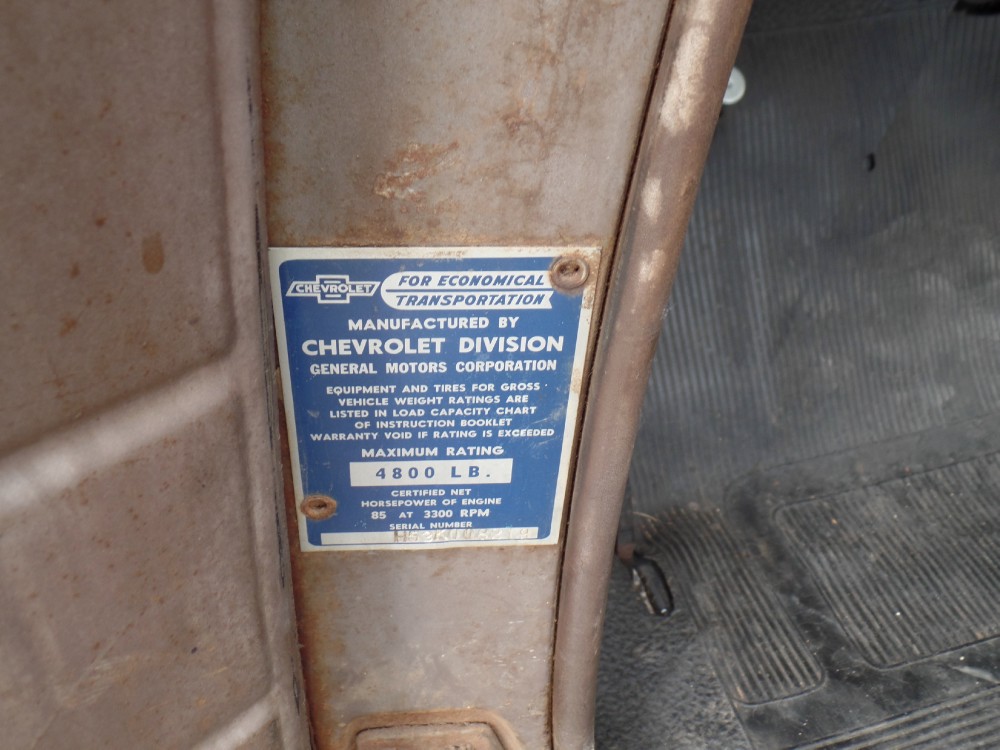 CHEVROLET
FOR ECONOMICAL
TRANSPORTATION
MANUFACTURED BY
CHEVROLET DIVISION
GENERAL MOTORS CORPORATION
EQUIPMENT AND TIRES FOR GROSS
VEHICLE WEIGHT RATINGS ARE
LISTED IN LOAD CAPACITY CHART
OF INSTRUCTION BOOKLET
WARRANTY VOID IF RATING IS EXCEEDED
MAXIMUM RATING
4800 LB.
CERTIFIED NET
HORSEPOWER OF ENGINE
85 AT 3300 RPM
SERIAL NUMBER